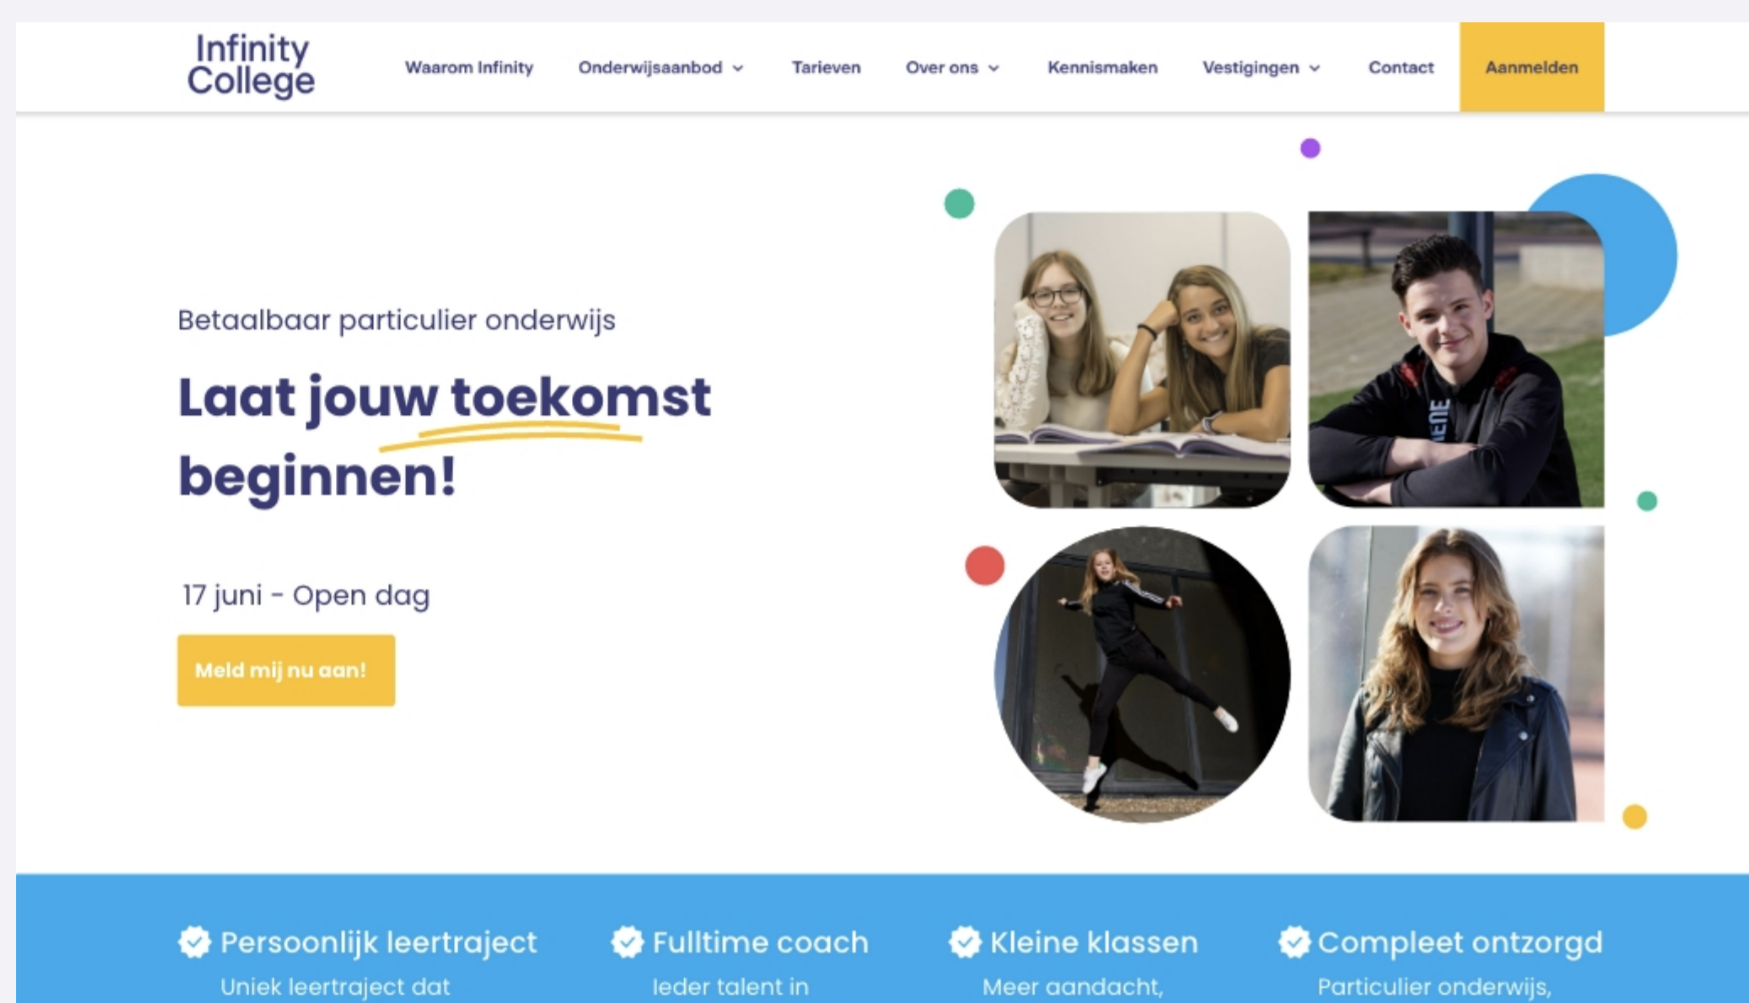 Infinity
College
Waarom Infinity
Onderwijsaanbod
Tarieven
Over ons
Kennismaken
Vestigingen
Contact
Aanmelden
Betaalbaar particulier onderwijs
Laat jouw toekomst
beginnen!
17 juni - Open dag
Meld mij nu aan!
Persoonlijk leertraject
Uniek leertraject dat
Fulltime coach
Ieder talent in
Kleine klassen
Meer aandacht,
Compleet ontzorgd
Particulier onderwijs,